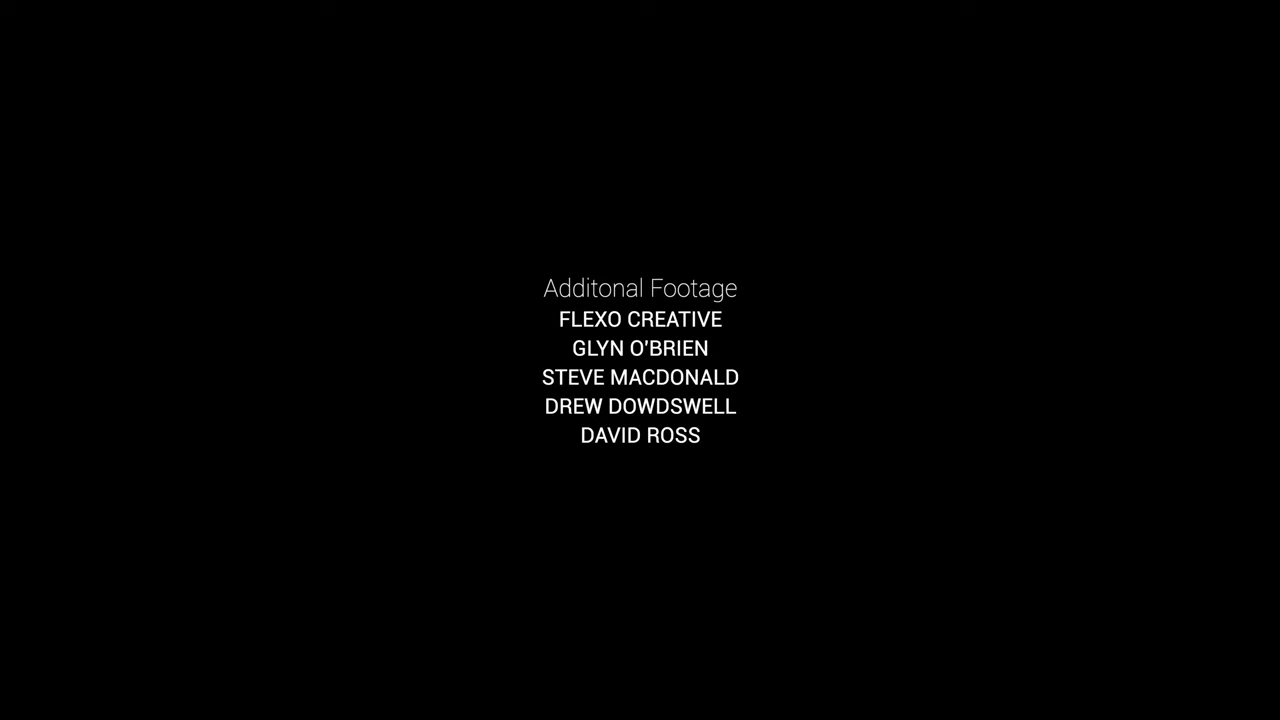 Additonal Footage
FLEXO CREATIVE
GLYN O'BRIEN
STEVE MACDONALD
DREW DOWDSWELL
DAVID ROSS